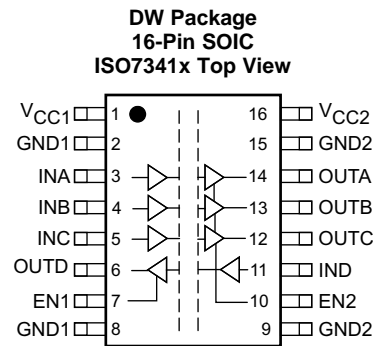 DW Package
16-Pin SOIC
ISO7341x Top View
VCC1 1 16 VCC2
GND1 2 15 GND2
INA 3 14 OUTA
INB 4 13 OUTB
INC 5 12 OUTC
OUTD 6 11 IND
EN1 7 10 EN2
GND1 8 9 GND2